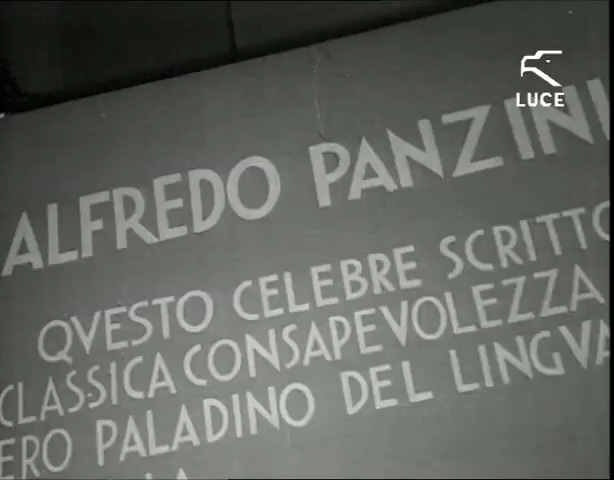 LUCE
ALFREDO PANZINI
QVESTO CELEBRE SCRITTO
CLASSICA CONSAPEVOLEZZA
ERO PALADINO DEL LINGVA